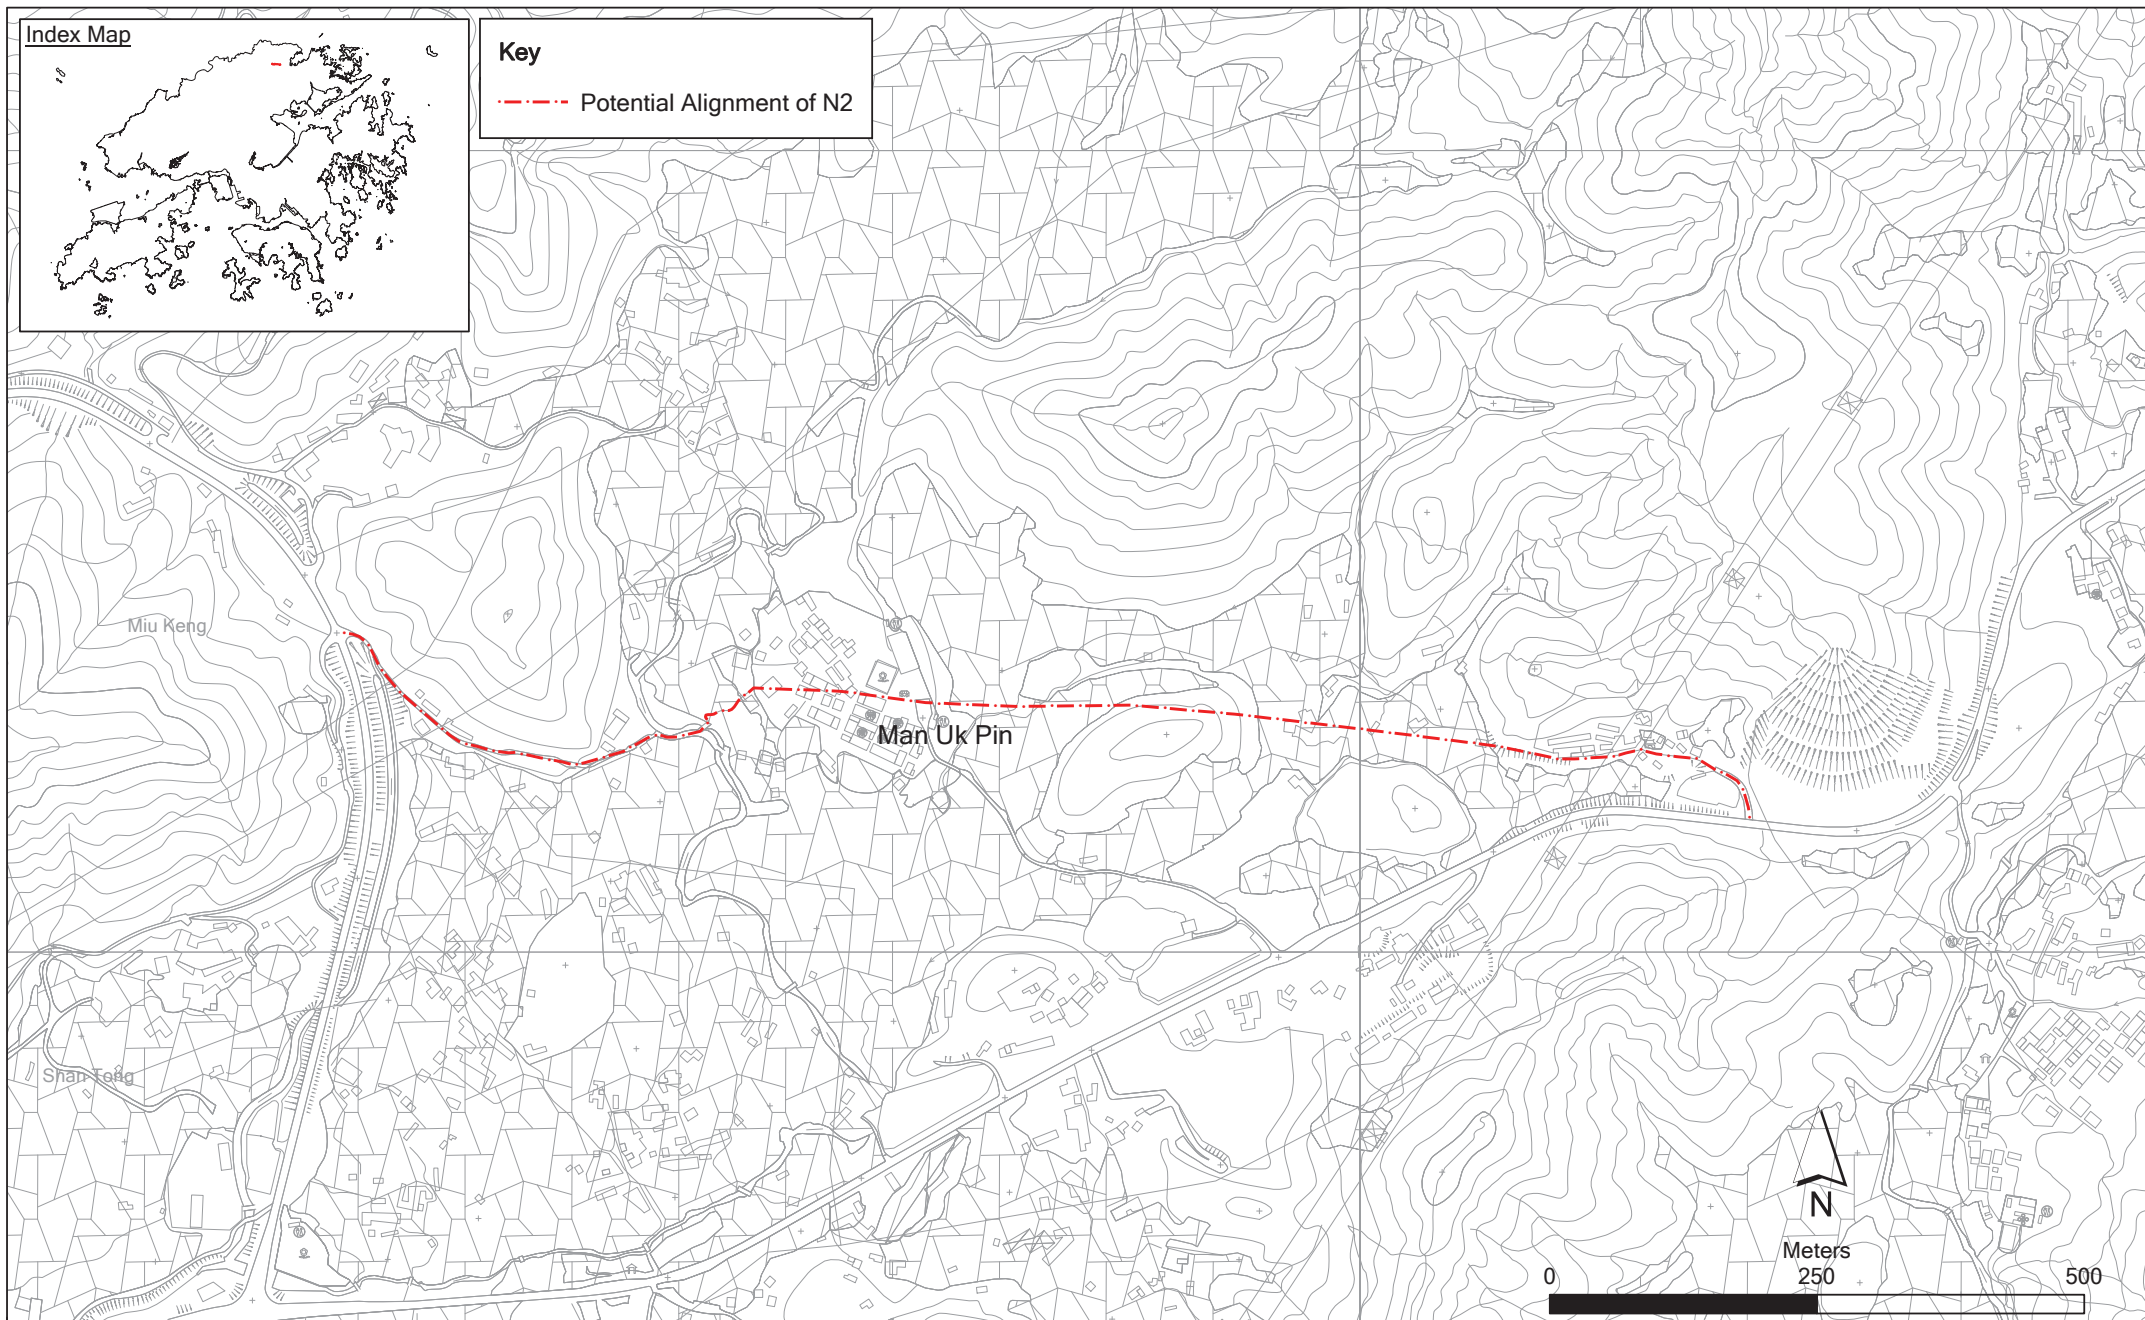 Index Map
Key
Potential Alignment of N2
Miu Keng
Man Uk Pin
Shan Tong
N
Meters
0 250 500